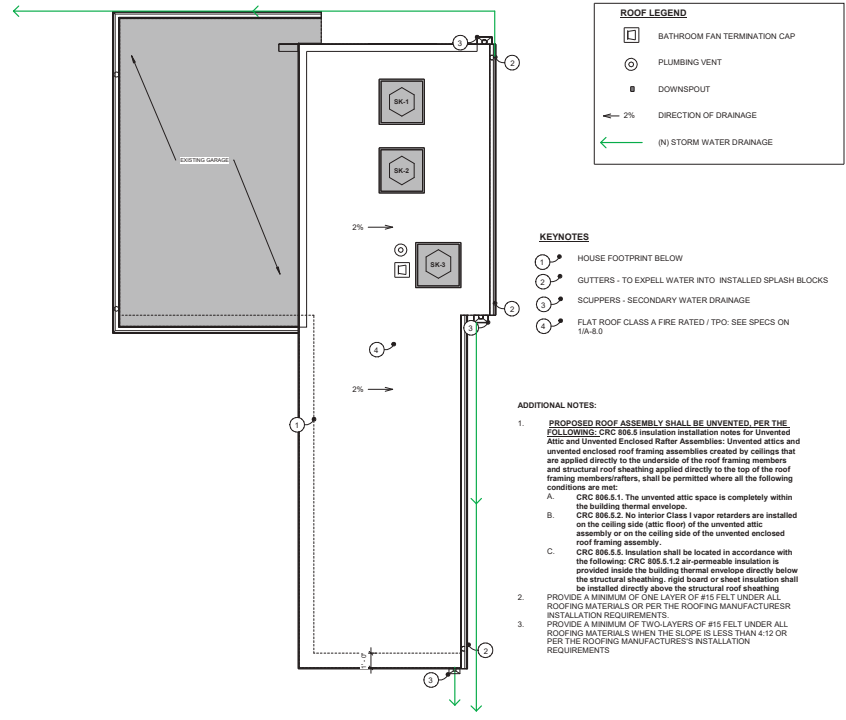 ROOF LEGEND
BATHROOM FAN TERMINATION CAP
PLUMBING VENT
DOWNSPOUT
2% DIRECTION OF DRAINAGE
(N) STORM WATER DRAINAGE
3
2
SK-1
EXISTING GARAGE
SK-2
2%
SK-3
2
3
4
2%
1
1' - 0"
2
3
KEYNOTES
1 HOUSE FOOTPRINT BELOW
2 GUTTERS - TO EXPELL WATER INTO INSTALLED SPLASH BLOCKS
3 SCUPPERS - SECONDARY WATER DRAINAGE
4 FLAT ROOF CLASS A FIRE RATED / TPO: SEE SPECS ON
1/A-8.0
ADDITIONAL NOTES:
1. PROPOSED ROOF ASSEMBLY SHALL BE UNVENTED, PER THE
FOLLOWING: CRC 806.5 insulation installation notes for Unvented
Attic and Unvented Enclosed Rafter Assemblies: Unvented attics and
unvented enclosed roof framing assemblies created by ceilings that
are applied directly to the underside of the roof framing members
and structural roof sheathing applied directly to the top of the roof
framing members/rafters, shall be permitted where all the following
conditions are met:
A. CRC 806.5.1. The unvented attic space is completely within
the building thermal envelope.
B. CRC 806.5.2. No interior Class I vapor retarders are installed
on the ceiling side (attic floor) of the unvented attic
assembly or on the ceiling side of the unvented enclosed
roof framing assembly.
C. CRC 806.5.5. Insulation shall be located in accordance with
the following: CRC 805.5.1.2 air-permeable insulation is
provided inside the building thermal envelope directly below
the structural sheathing. rigid board or sheet insulation shall
be installed directly above the structural roof sheathing
2. PROVIDE A MINIMUM OF ONE LAYER OF #15 FELT UNDER ALL
ROOFING MATERIALS OR PER THE ROOFING MANUFACTURESR
INSTALLATION REQUIREMENTS.
3. PROVIDE A MINIMUM OF TWO-LAYERS OF #15 FELT UNDER ALL
ROOFING MATERIALS WHEN THE SLOPE IS LESS THAN 4:12 OR
PER THE ROOFING MANUFACTURES'S INSTALLATION
REQUIREMENTS